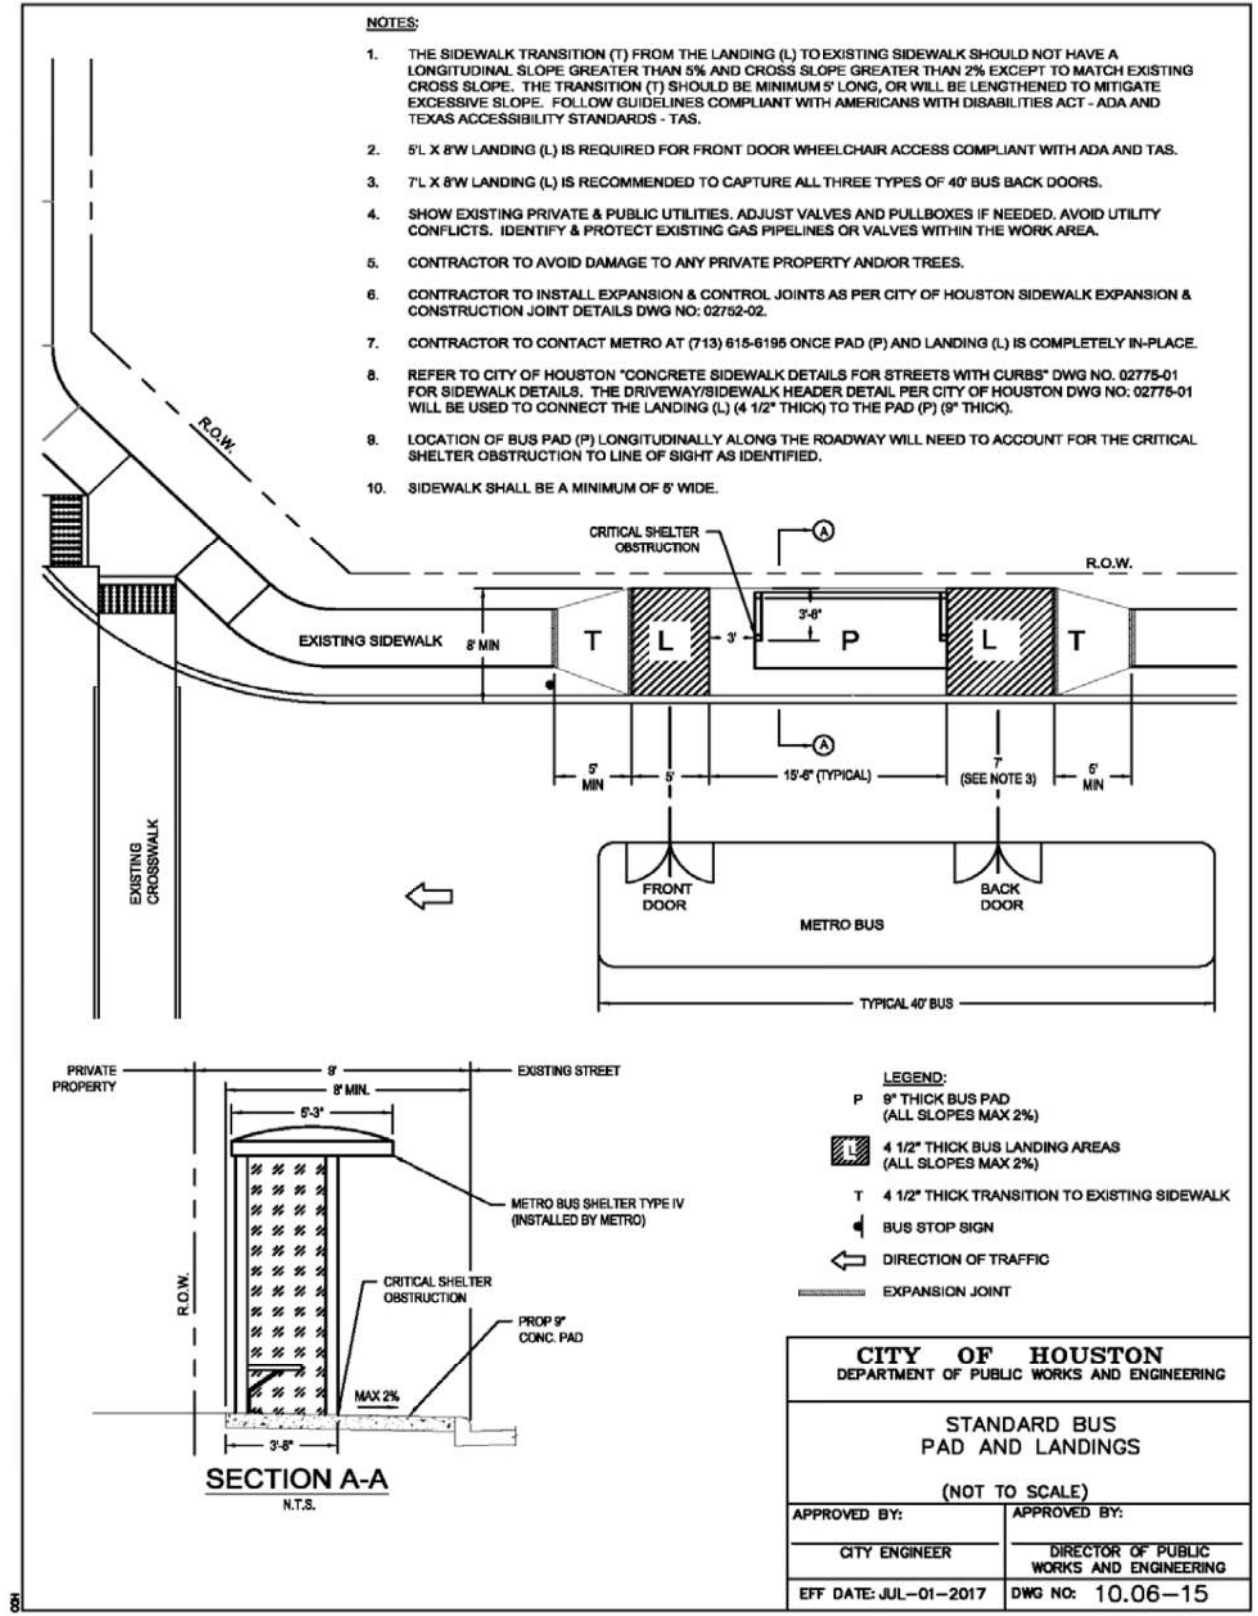 NOTES:
1. THE SIDEWALK TRANSITION (T) FROM THE LANDING (L) TO EXISTING SIDEWALK SHOULD NOT HAVE A
LONGITUDINAL SLOPE GREATER THAN 5% AND CROSS SLOPE GREATER THAN 2% EXCEPT TO MATCH EXISTING
CROSS SLOPE. THE TRANSITION (T) SHOULD BE MINIMUM 5' LONG, OR WILL BE LENGTHENED TO MITIGATE
EXCESSIVE SLOPE. FOLLOW GUIDELINES COMPLIANT WITH AMERICANS WITH DISABILITIES ACT - ADA AND
TEXAS ACCESSIBILITY STANDARDS - TAS.
2. 5'L X 8'W LANDING (L) IS REQUIRED FOR FRONT DOOR WHEELCHAIR ACCESS COMPLIANT WITH ADA AND TAS.
3. 7'L X 8'W LANDING (L) IS RECOMMENDED TO CAPTURE ALL THREE TYPES OF 40' BUS BACK DOORS.
4. SHOW EXISTING PRIVATE & PUBLIC UTILITIES. ADJUST VALVES AND PULLBOXES IF NEEDED. AVOID UTILITY
CONFLICTS. IDENTIFY & PROTECT EXISTING GAS PIPELINES OR VALVES WITHIN THE WORK AREA.
5. CONTRACTOR TO AVOID DAMAGE TO ANY PRIVATE PROPERTY AND/OR TREES.
6. CONTRACTOR TO INSTALL EXPANSION & CONTROL JOINTS AS PER CITY OF HOUSTON SIDEWALK EXPANSION &
CONSTRUCTION JOINT DETAILS DWG NO: 02752-02.
7. CONTRACTOR TO CONTACT METRO AT (713) 615-6195 ONCE PAD (P) AND LANDING (L) IS COMPLETELY IN-PLACE.
8. REFER TO CITY OF HOUSTON "CONCRETE SIDEWALK DETAILS FOR STREETS WITH CURBS" DWG NO. 02775-01
FOR SIDEWALK DETAILS. THE DRIVEWAY/SIDEWALK HEADER DETAIL PER CITY OF HOUSTON DWG NO: 02775-01
WILL BE USED TO CONNECT THE LANDING (L) (4 1/2" THICK) TO THE PAD (P) (9" THICK).
9. LOCATION OF BUS PAD (P) LONGITUDINALLY ALONG THE ROADWAY WILL NEED TO ACCOUNT FOR THE CRITICAL
SHELTER OBSTRUCTION TO LINE OF SIGHT AS IDENTIFIED.
10. SIDEWALK SHALL BE A MINIMUM OF 5' WIDE.
R.O.W.
CRITICAL SHELTER
OBSTRUCTION
A
R.O.W.
EXISTING SIDEWALK
8' MIN
T
L
3'
3'-8"
P
L
T
A
5'
MIN
5'
15'-6" (TYPICAL)
7'
(SEE NOTE 3)
5'
MIN
EXISTING
CROSSWALK
FRONT
DOOR
BACK
DOOR
METRO BUS
TYPICAL 40' BUS
PRIVATE
PROPERTY
9'
EXISTING STREET
8' MIN.
5'-3"
METRO BUS SHELTER TYPE IV
(INSTALLED BY METRO)
R.O.W.
CRITICAL SHELTER
OBSTRUCTION
PROP 9"
CONC. PAD
MAX 2%
3'-8"
SECTION A-A
N.T.S.
LEGEND:
P 9" THICK BUS PAD
(ALL SLOPES MAX 2%)
L 4 1/2" THICK BUS LANDING AREAS
(ALL SLOPES MAX 2%)
T 4 1/2" THICK TRANSITION TO EXISTING SIDEWALK
BUS STOP SIGN
DIRECTION OF TRAFFIC
EXPANSION JOINT
CITY OF HOUSTON
DEPARTMENT OF PUBLIC WORKS AND ENGINEERING
STANDARD BUS
PAD AND LANDINGS
(NOT TO SCALE)
APPROVED BY:
CITY ENGINEER
APPROVED BY:
DIRECTOR OF PUBLIC
WORKS AND ENGINEERING
EFF DATE: JUL-01-2017
DWG NO: 10.06-15